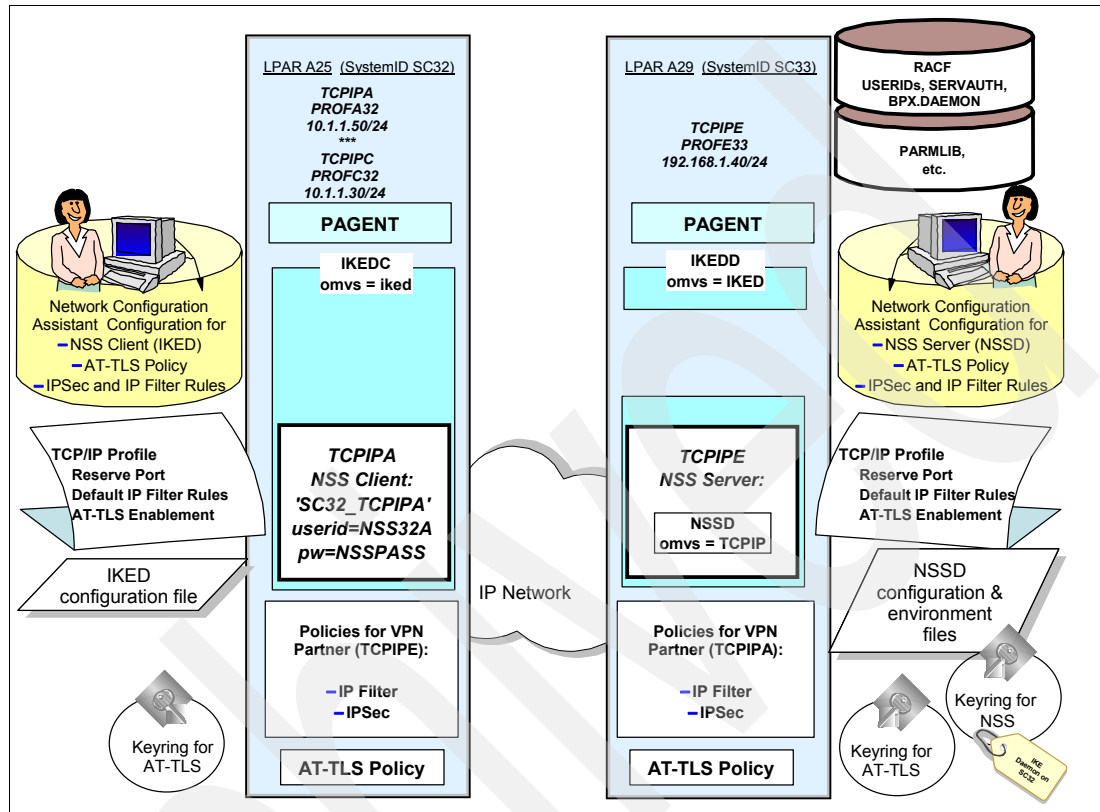 LPAR A25 (SystemID SC32)
TCPIPA
PROFA32
10.1.1.50/24
***
TCPIPC
PROFC32
10.1.1.30/24
PAGENT
IKEDC
omvs = iked
TCPIPA
NSS Client:
'SC32_TCPIPA'
userid=NSS32A
pw=NSSPASS
Policies for VPN
Partner (TCPIPE):
– IP Filter
– IPSec
AT-TLS Policy
Network Configuration
Assistant Configuration for
– NSS Client (IKED)
– AT-TLS Policy
– IPSec and IP Filter Rules
TCP/IP Profile
Reserve Port
Default IP Filter Rules
AT-TLS Enablement
IKED
configuration file
Keyring for
AT-TLS
IP Network
LPAR A29 (SystemID SC33)
TCPIPE
PROFE33
192.168.1.40/24
PAGENT
IKEDD
omvs = IKED
TCPIPE
NSS Server:
NSSD
omvs = TCPIP
Policies for VPN
Partner (TCPIPA):
– IP Filter
– IPSec
AT-TLS Policy
RACF
USERIDs, SERVAUTH,
BPX.DAEMON
PARMLIB,
etc.
Network Configuration
Assistant Configuration for
– NSS Server (NSSD)
– AT-TLS Policy
– IPSec and IP Filter Rules
TCP/IP Profile
Reserve Port
Default IP Filter Rules
AT-TLS Enablement
NSSD
configuration &
environment
files
Keyring for
NSS
Keyring for
AT-TLS
IKE
Daemon on
SC32